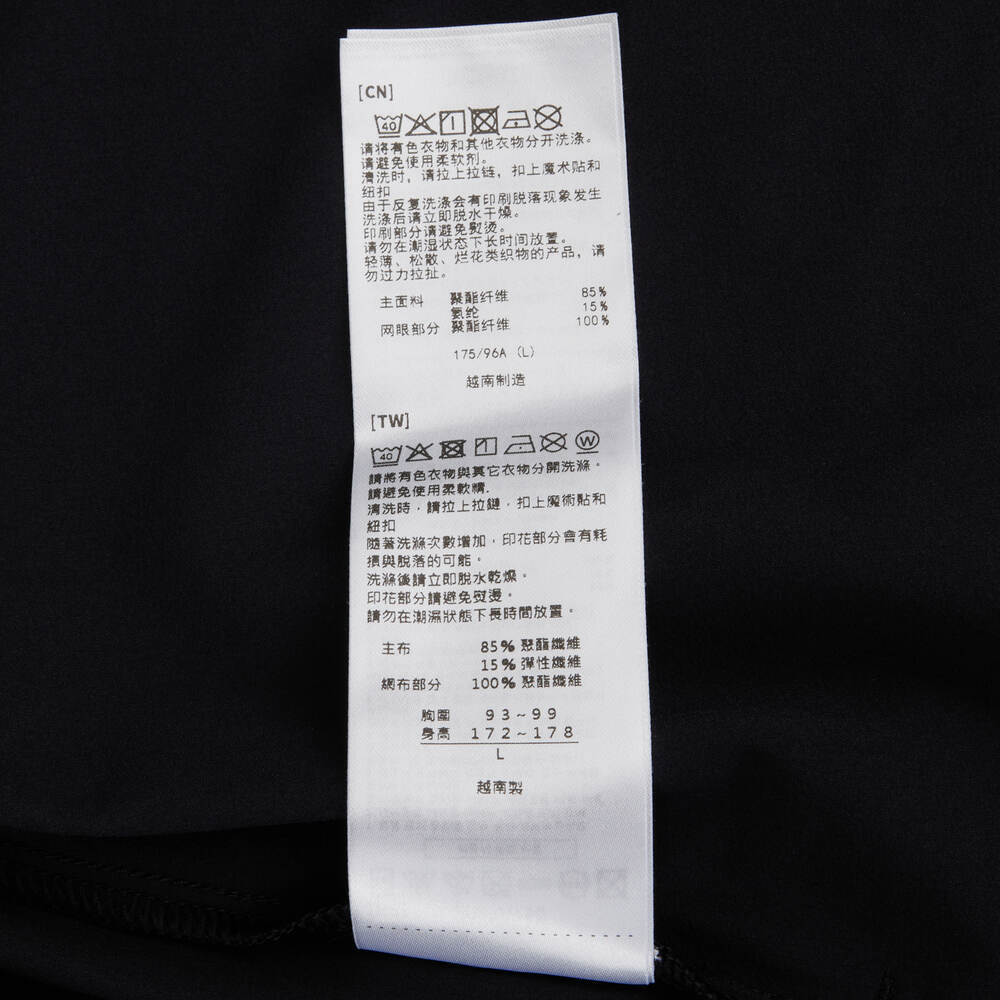 [CN]
40
请将有色衣物和其他衣物分开洗涤。
请避免使用柔软剂。
清洗时，请拉上拉链，扣上魔术贴和
纽扣
由于反复洗涤会有印刷脱落现象发生
洗涤后请立即脱水干燥。
印刷部分请避免熨烫。
请勿在潮湿状态下长时间放置。
轻薄、松散、烂花类织物的产品，请
勿过力拉扯。
主面料 聚酯纤维 85%
氨纶 15%
网眼部分 聚酯纤维 100%
175/96A (L)
越南制造
[TW]
40 W
請將有色衣物與其它衣物分開洗滌。
請避免使用柔軟精.
清洗時，請拉上拉鏈，扣上魔術貼和
紐扣
隨著洗滌次數增加，印花部分會有耗
損與脫落的可能。
洗滌後請立即脫水乾燥。
印花部分請避免熨燙。
請勿在潮濕狀態下長時間放置。
主布 85% 聚酯纖維
15% 彈性纖維
網布部分 100% 聚酯纖維
胸圍 93~99
身高 172~178
L
越南製